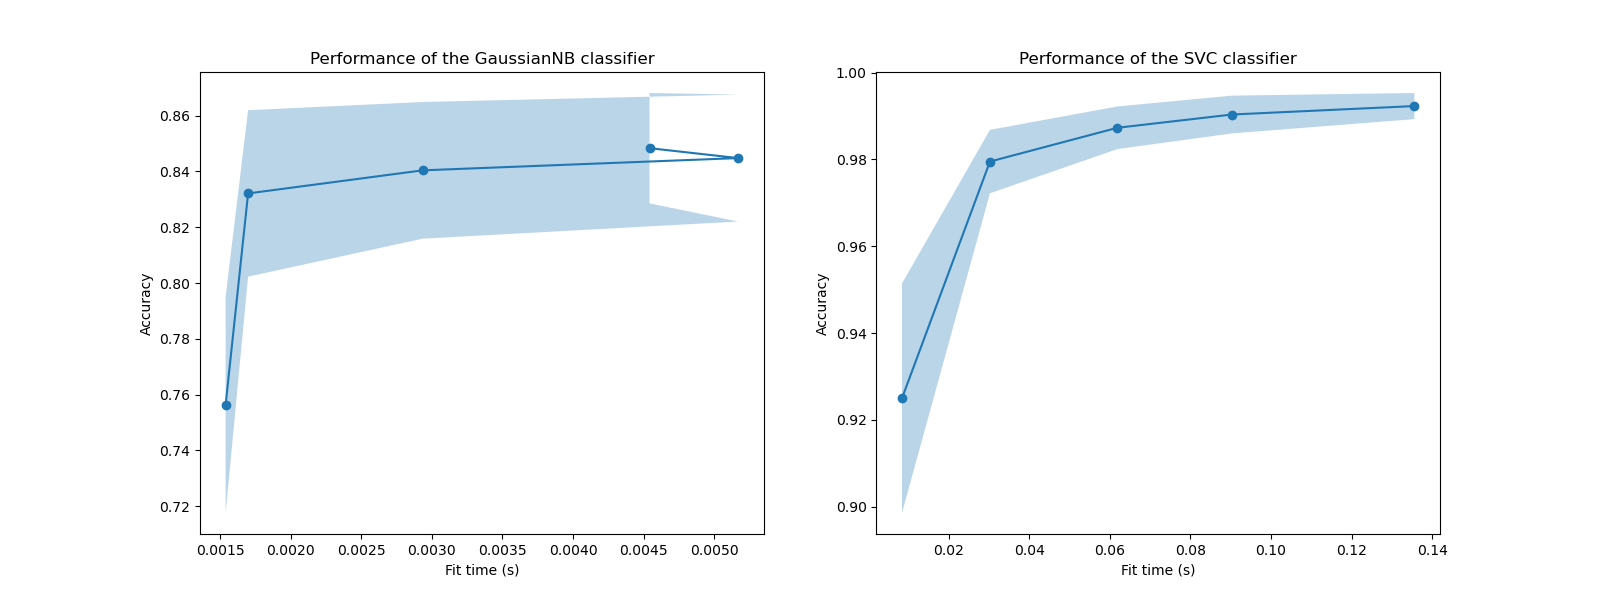 Performance of the GaussianNB classifier
Accuracy
0.86
0.84
0.82
0.80
0.78
0.76
0.74
0.72
0.0015 0.0020 0.0025 0.0030 0.0035 0.0040 0.0045 0.0050
Fit time (s)
Performance of the SVC classifier
Accuracy
1.00
0.98
0.96
0.94
0.92
0.90
0.02 0.04 0.06 0.08 0.10 0.12 0.14
Fit time (s)